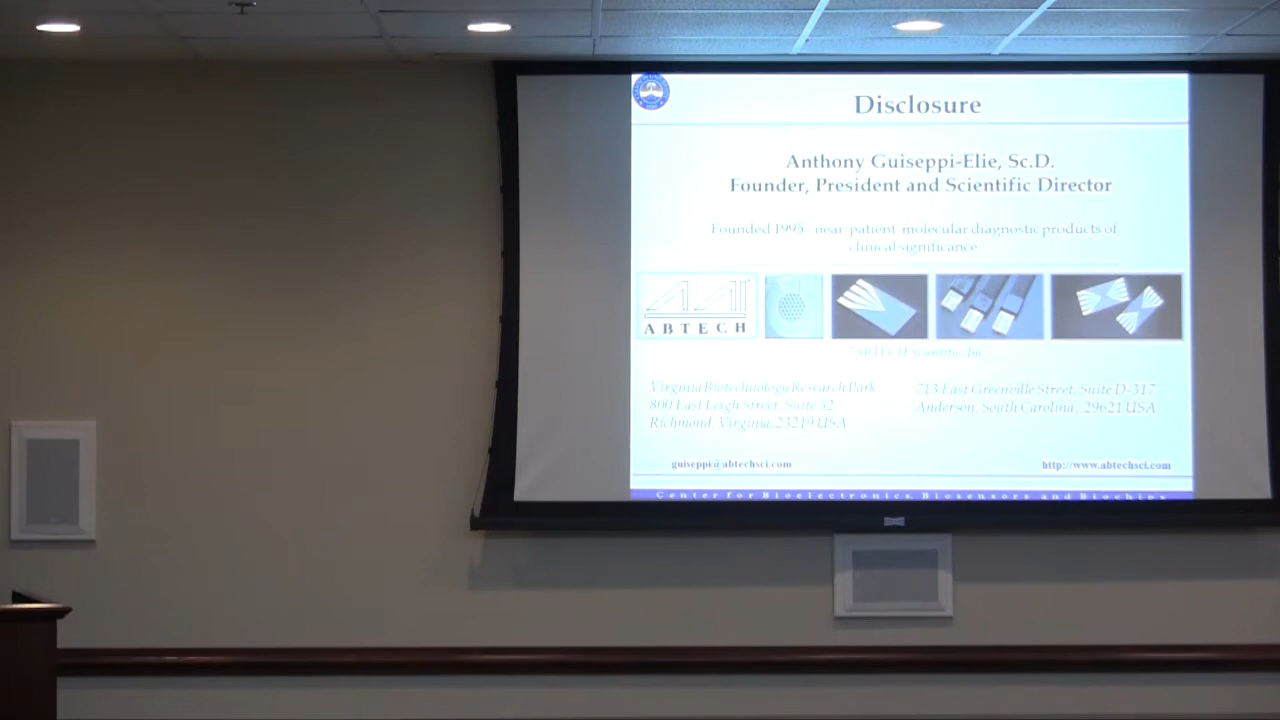 Disclosure
Anthony Guiseppi-Elie, Sc.D.
Founder, President and Scientific Director
Founded 1995 near-patient molecular diagnostic products of
clinical significance
ABTECH
ABTECH Scientific, Inc.
Virginia Biotechnology Research Park
800 East Leigh Street, Suite 52
Richmond, Virginia, 23219 USA
713 East Greenville Street, Suite D-317
Anderson, South Carolina, 29621 USA
guiseppi@abtechsci.com
http://www.abtechsci.com
Center for Bioelectronics, Biosensors and Biochips